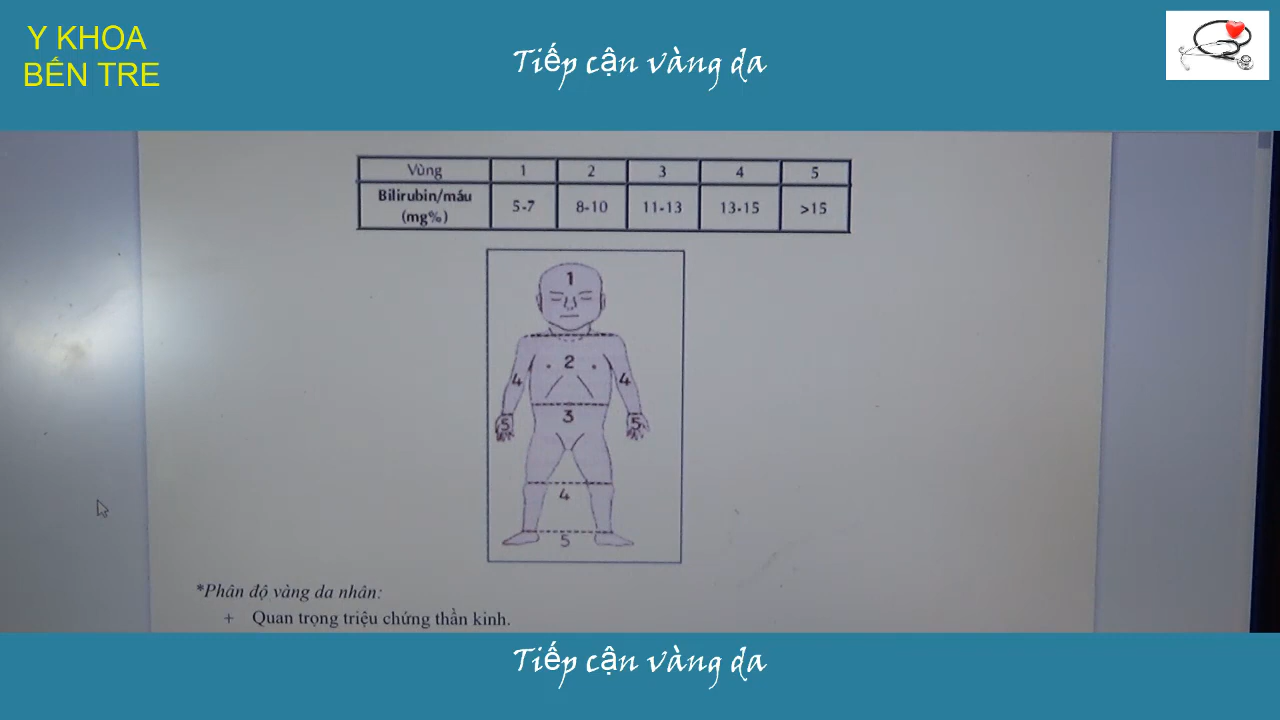 Y KHOA
BẾN TRE
Tiếp cận vàng da
Vùng 1 2 3 4 5
Bilirubin/máu
(mg%) 5-7 8-10 11-13 13-15 >15
1
2
4 4
3
5 5
4
5
*Phân độ vàng da nhân:
+ Quan trọng triệu chứng thần kinh.
Tiếp cận vàng da